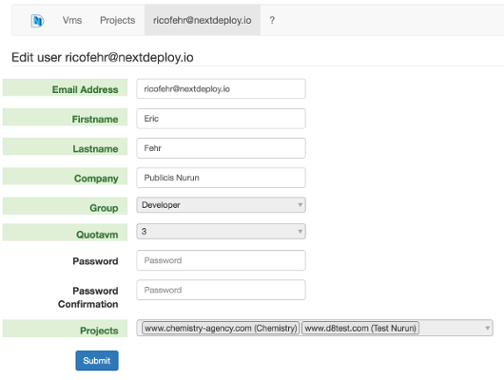 Vms Projects ricofehr@nextdeploy.io ?
Edit user ricofehr@nextdeploy.io
Email Address ricofehr@nextdeploy.io
Firstname Eric
Lastname Fehr
Company Publicis Nurun
Group Developer
Quotavm 3
Password Password
Password
Confirmation Password
Projects www.chemistry-agency.com (Chemistry) www.d8test.com (Test Nurun)
Submit